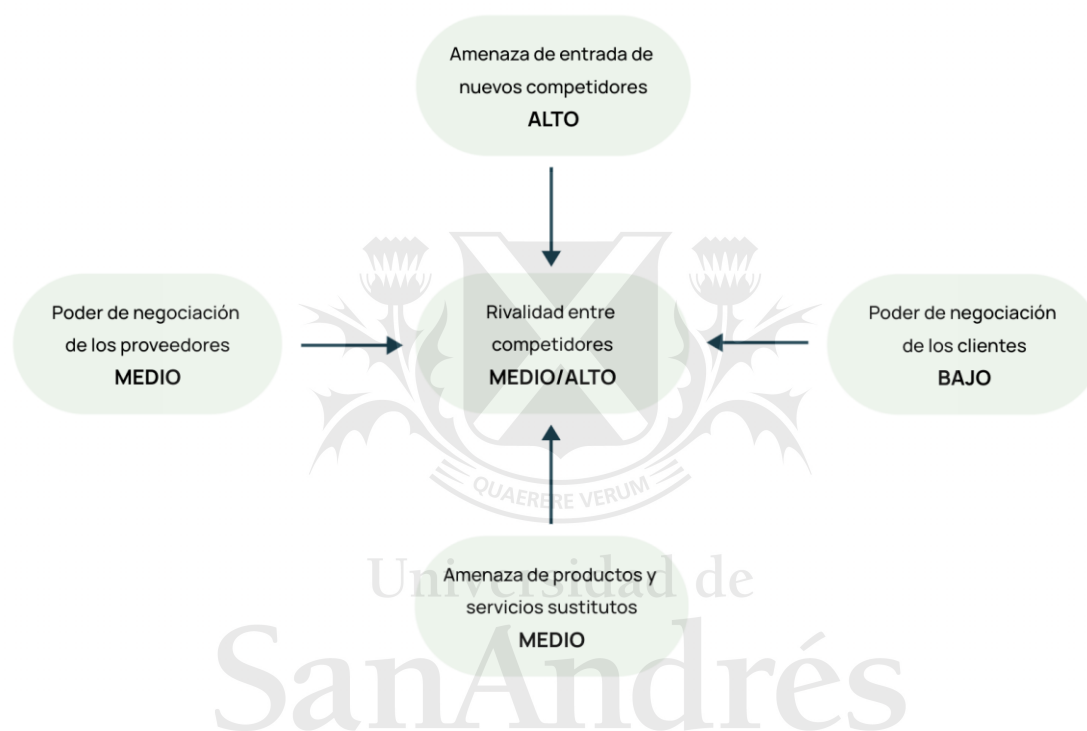 Amenaza de entrada de
nuevos competidores
ALTO
Poder de negociación
de los proveedores
MEDIO
Rivalidad entre
competidores
MEDIO/ALTO
Poder de negociación
de los clientes
BAJO
QUAERERE VERUM
Amenaza de productos y
servicios sustitutos
MEDIO
Universidad de
SanAndrés